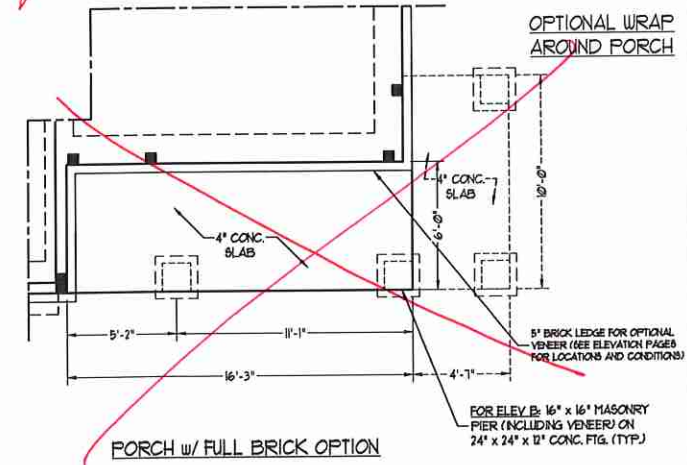 OPTIONAL WRAP
AROUND PORCH
4" CONC.
SLAB
6'-0"
10'-0"
4" CONC.
SLAB
5'-2"
11'-1"
5" BRICK LEDGE FOR OPTIONAL
VENEER (SEE ELEVATION PAGES
FOR LOCATIONS AND CONDITIONS)
16'-3"
4'-7"
FOR ELEV B: 16" x 16" MASONRY
PIER (INCLUDING VENEER) ON
24" x 24" x 12" CONC. FTG. (TYP.)
PORCH w/ FULL BRICK OPTION